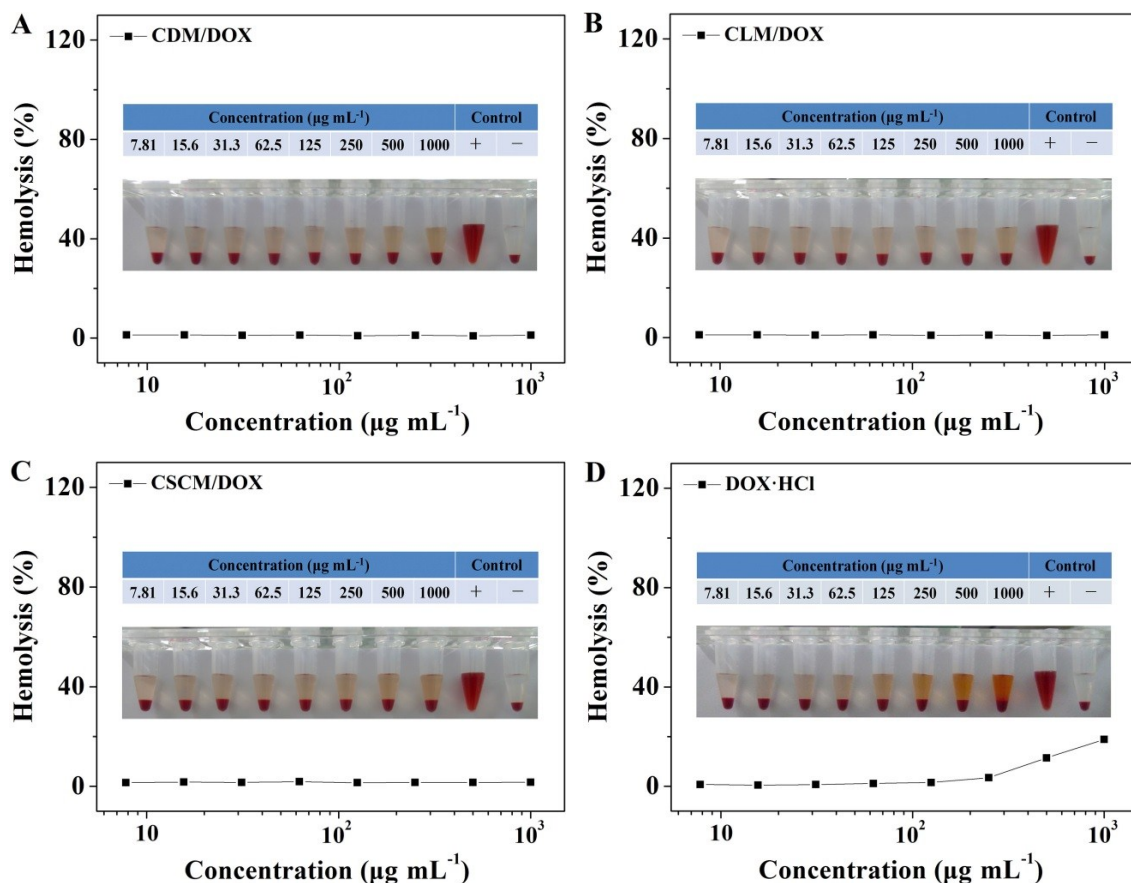 A
CDM/DOX
120
80
40
0
Hemolysis (%)
Concentration (μg mL⁻¹) Control
7.81 15.6 31.3 62.5 125 250 500 1000 + −
10 10² 10³
Concentration (μg mL⁻¹)
B
CLM/DOX
120
80
40
0
Hemolysis (%)
Concentration (μg mL⁻¹) Control
7.81 15.6 31.3 62.5 125 250 500 1000 + −
10 10² 10³
Concentration (μg mL⁻¹)
C
CSCM/DOX
120
80
40
0
Hemolysis (%)
Concentration (μg mL⁻¹) Control
7.81 15.6 31.3 62.5 125 250 500 1000 + −
10 10² 10³
Concentration (μg mL⁻¹)
D
DOX·HCl
120
80
40
0
Hemolysis (%)
Concentration (μg mL⁻¹) Control
7.81 15.6 31.3 62.5 125 250 500 1000 + −
10 10² 10³
Concentration (μg mL⁻¹)